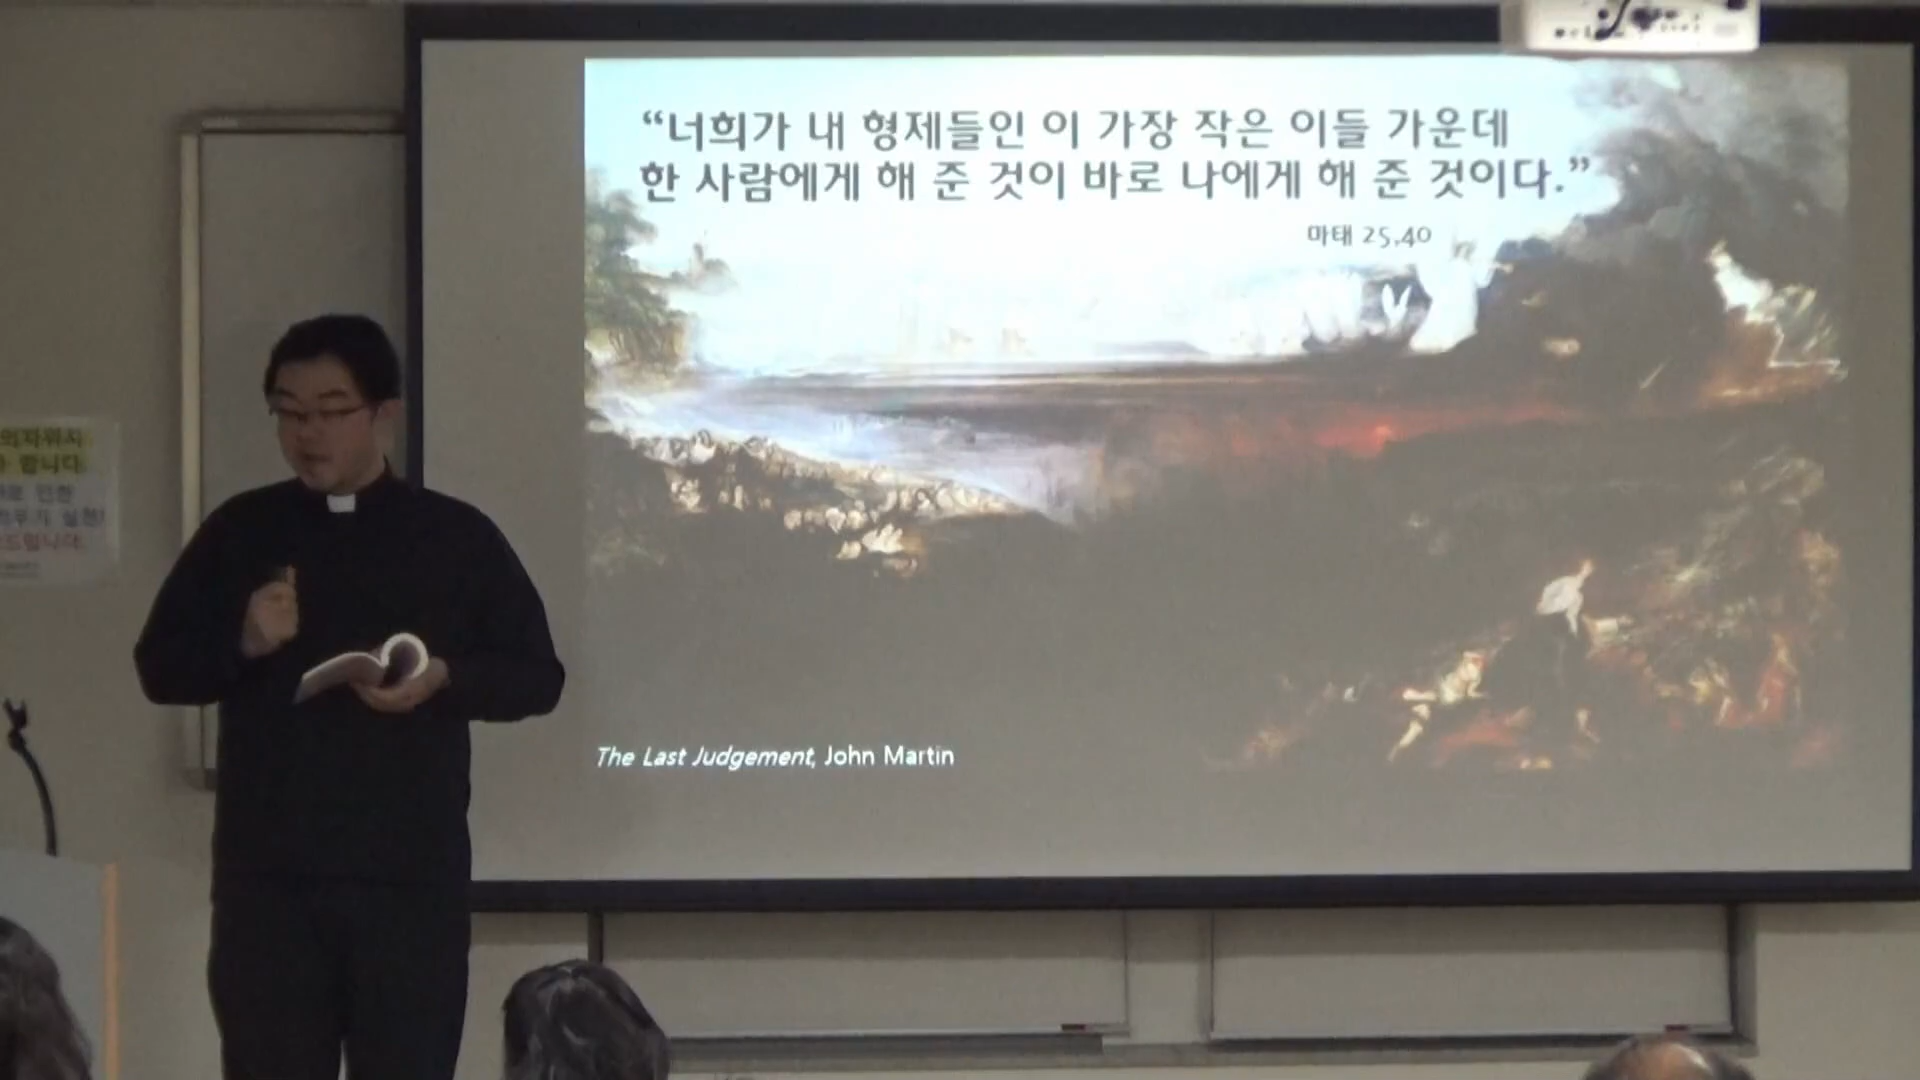 “너희가 내 형제들인 이 가장 작은 이들 가운데
한 사람에게 해 준 것이 바로 나에게 해 준 것이다.”
마태 25,40
The Last Judgement, John Martin
합니다.